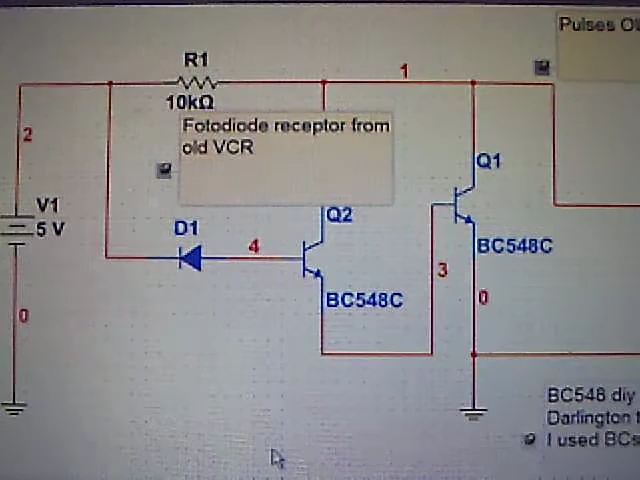 Pulses
R1
1
10kΩ
Fotodiode receptor from
old VCR
2
Q1
V1
5 V
D1
Q2
4
BC548C
3
BC548C
0
0
BC548 diy
Darlington
I used BCs